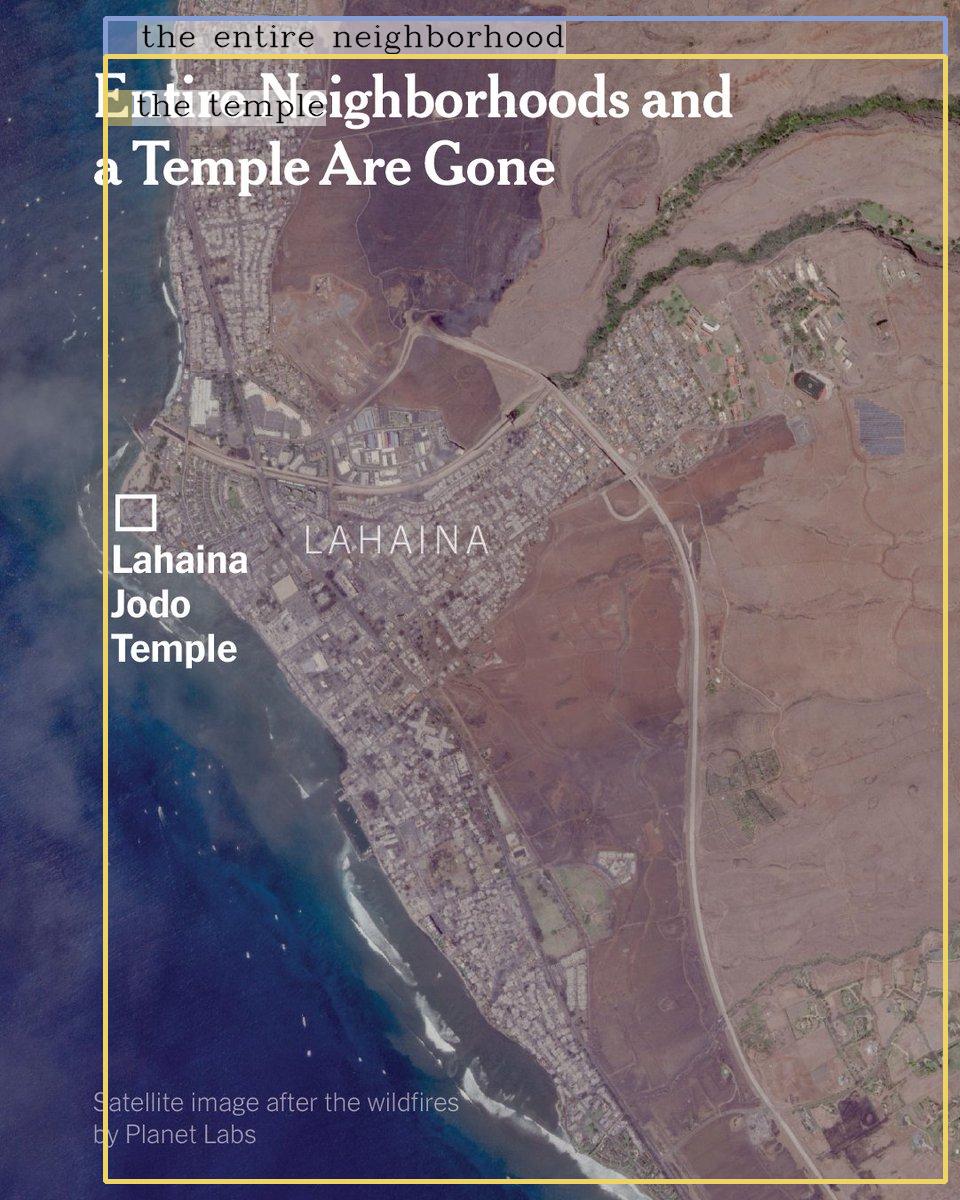 the entire neighborhood
Entire Neighborhoods and
the temple
a Temple Are Gone
LAHAINA
Lahaina
Jodo
Temple
Satellite image after the wildfires
by Planet Labs